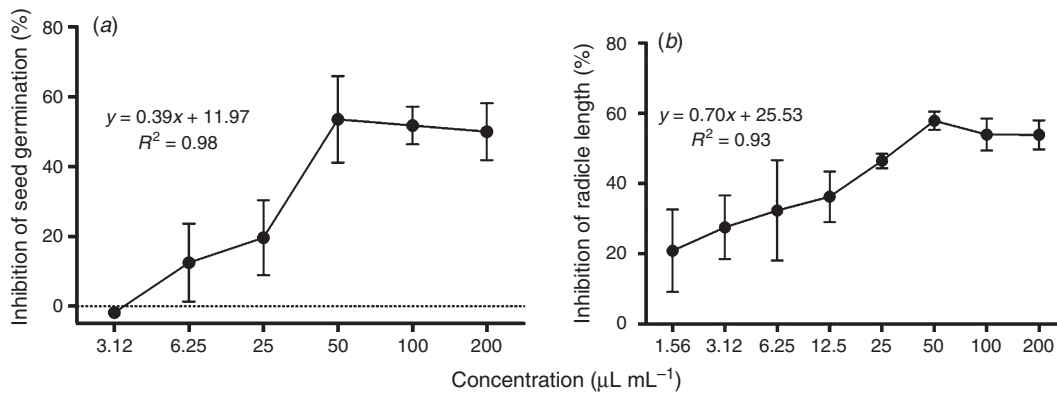 (a)
Inhibition of seed germination (%)
80
60
40
20
0
y = 0.39x + 11.97
R² = 0.98
3.12 6.25 25 50 100 200
(b)
Inhibition of radicle length (%)
80
60
40
20
0
y = 0.70x + 25.53
R² = 0.93
1.56 3.12 6.25 12.5 25 50 100 200
Concentration (μL mL⁻¹)